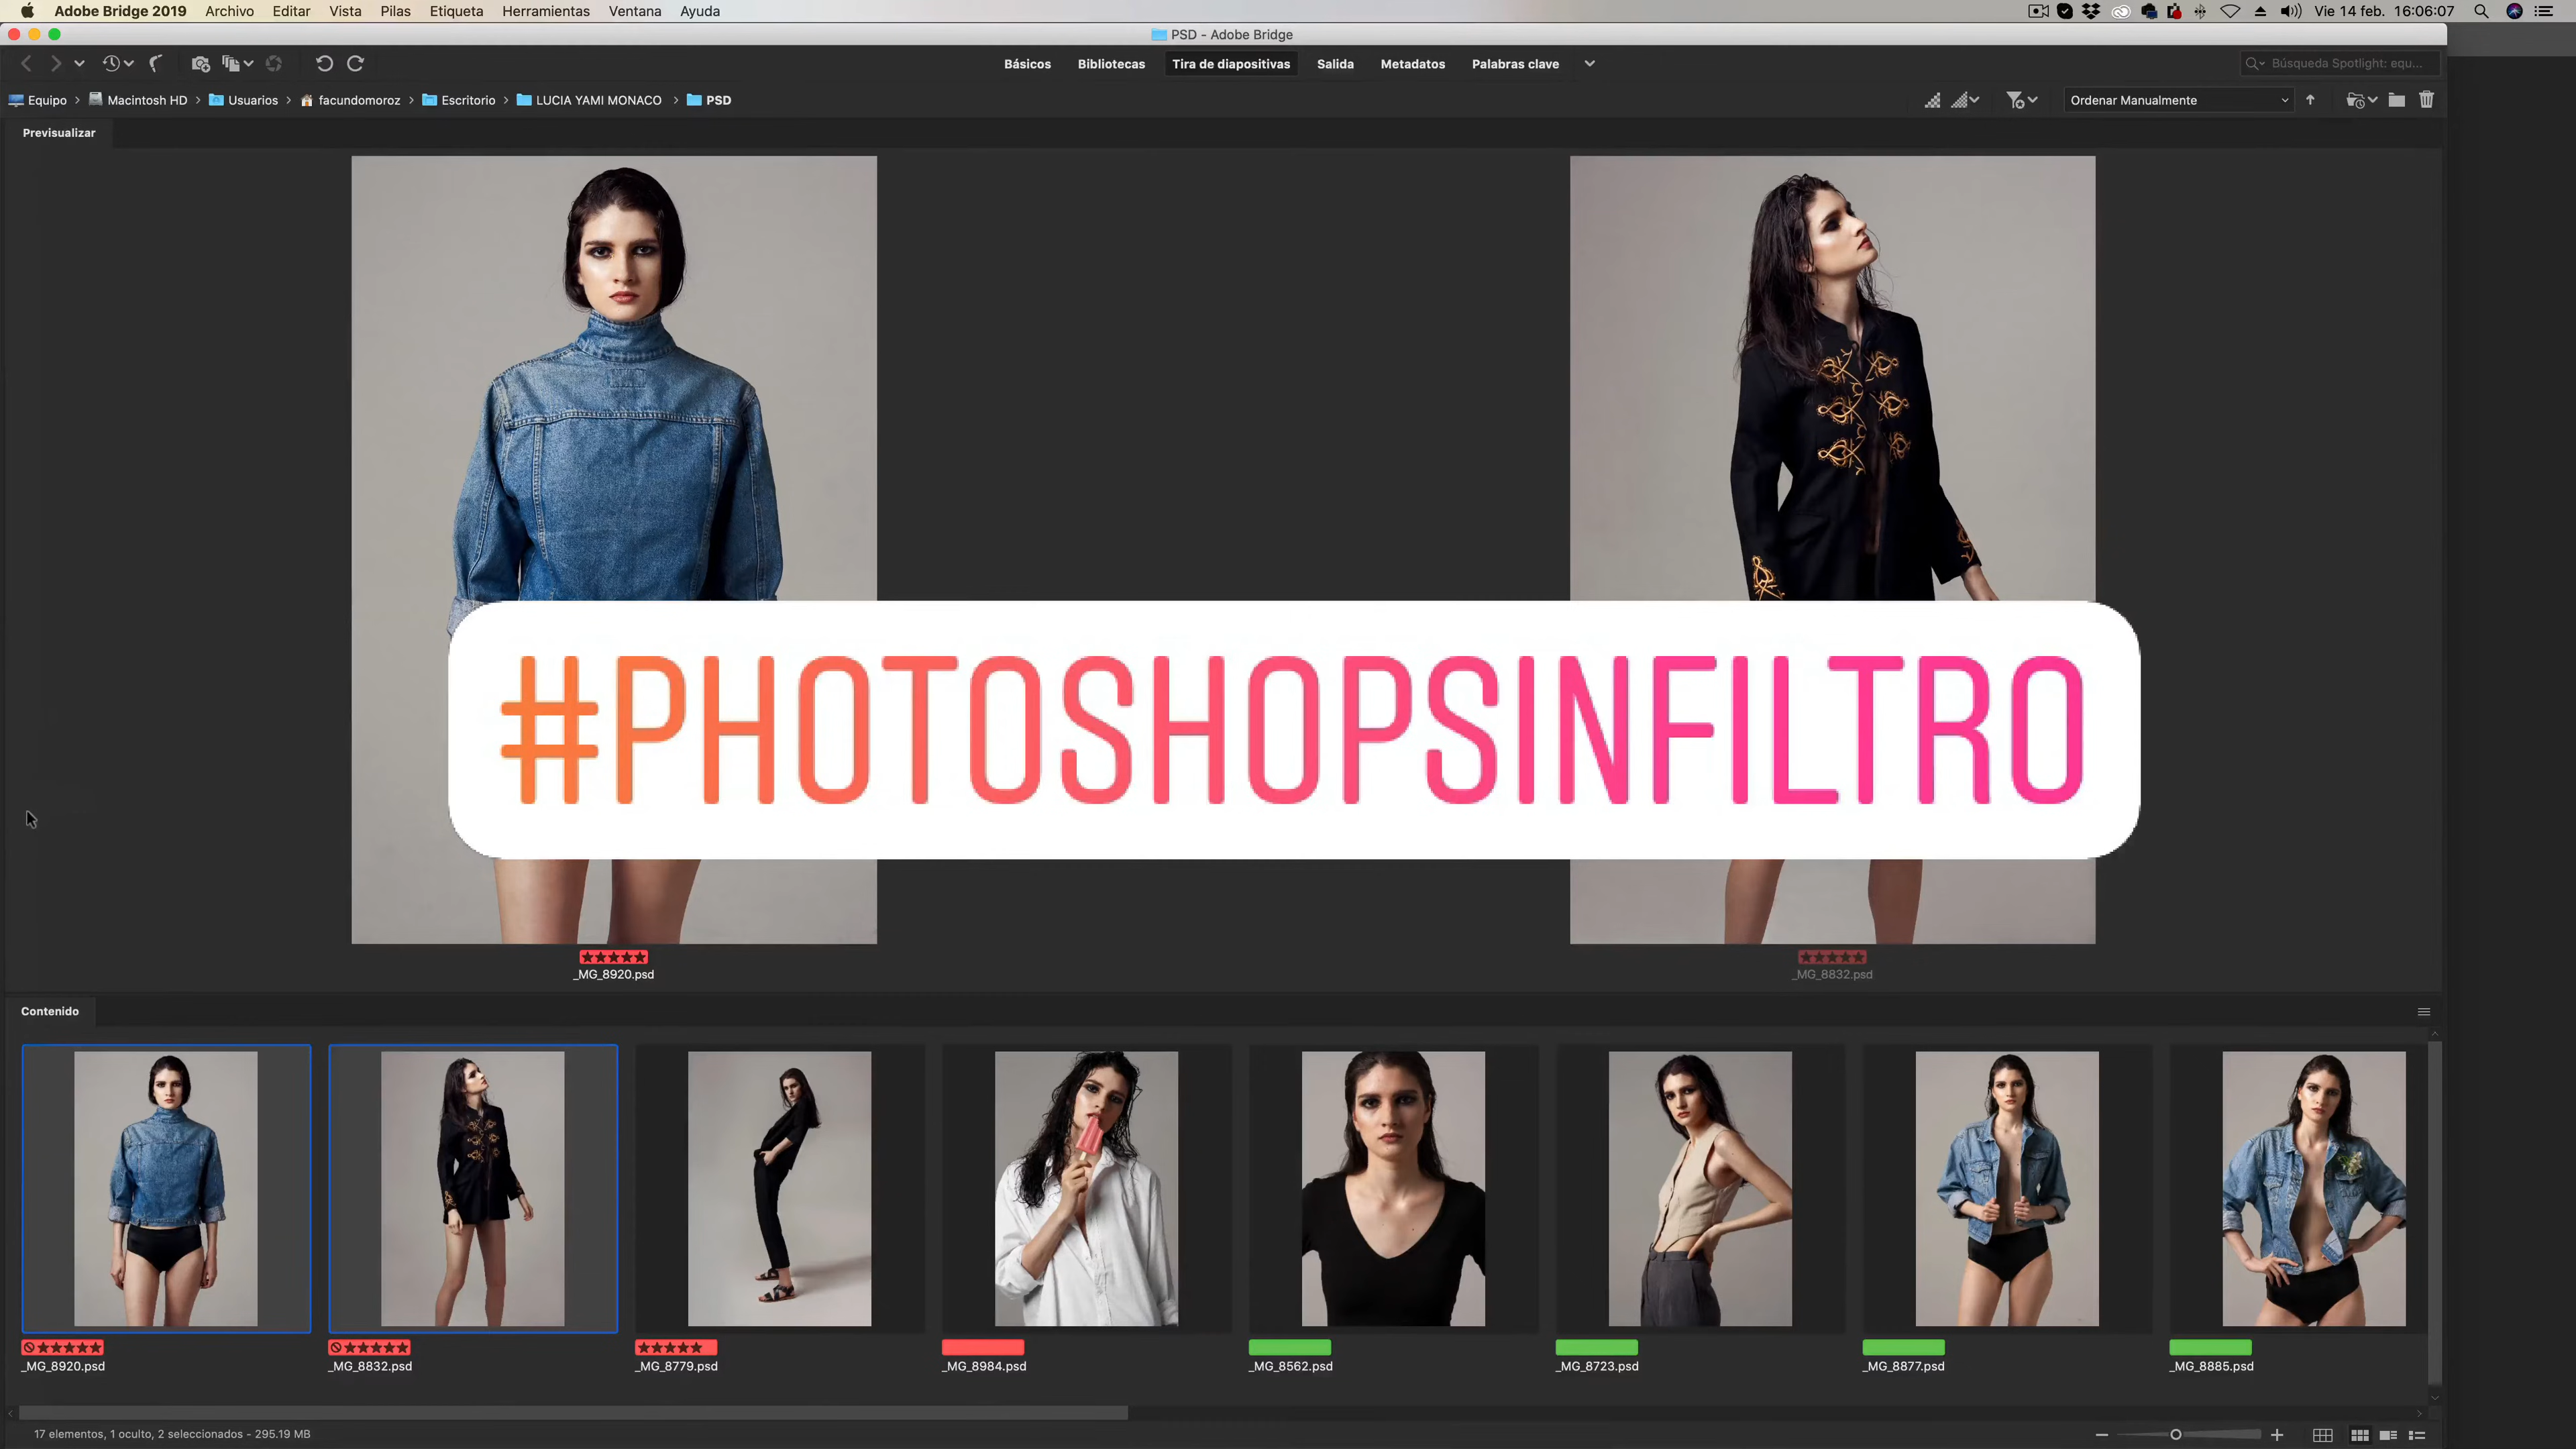 Adobe Bridge 2019 Archivo Editar Vista Pilas Etiqueta Herramientas Ventana Ayuda Vie 14 feb. 16:06:07
PSD - Adobe Bridge
Básicos Bibliotecas Tira de diapositivas Salida Metadatos Palabras clave Búsqueda Spotlight: equ...
Equipo Macintosh HD Usuarios facundomoroz Escritorio LUCIA YAMI MONACO PSD Ordenar Manualmente
Previsualizar
#PHOTOSHOPSINFILTRO
_MG_8920.psd _MG_8832.psd
Contenido
_MG_8920.psd _MG_8832.psd _MG_8779.psd _MG_8984.psd _MG_8562.psd _MG_8723.psd _MG_8877.psd _MG_8885.psd
17 elementos, 1 oculto, 2 seleccionados - 295.19 MB